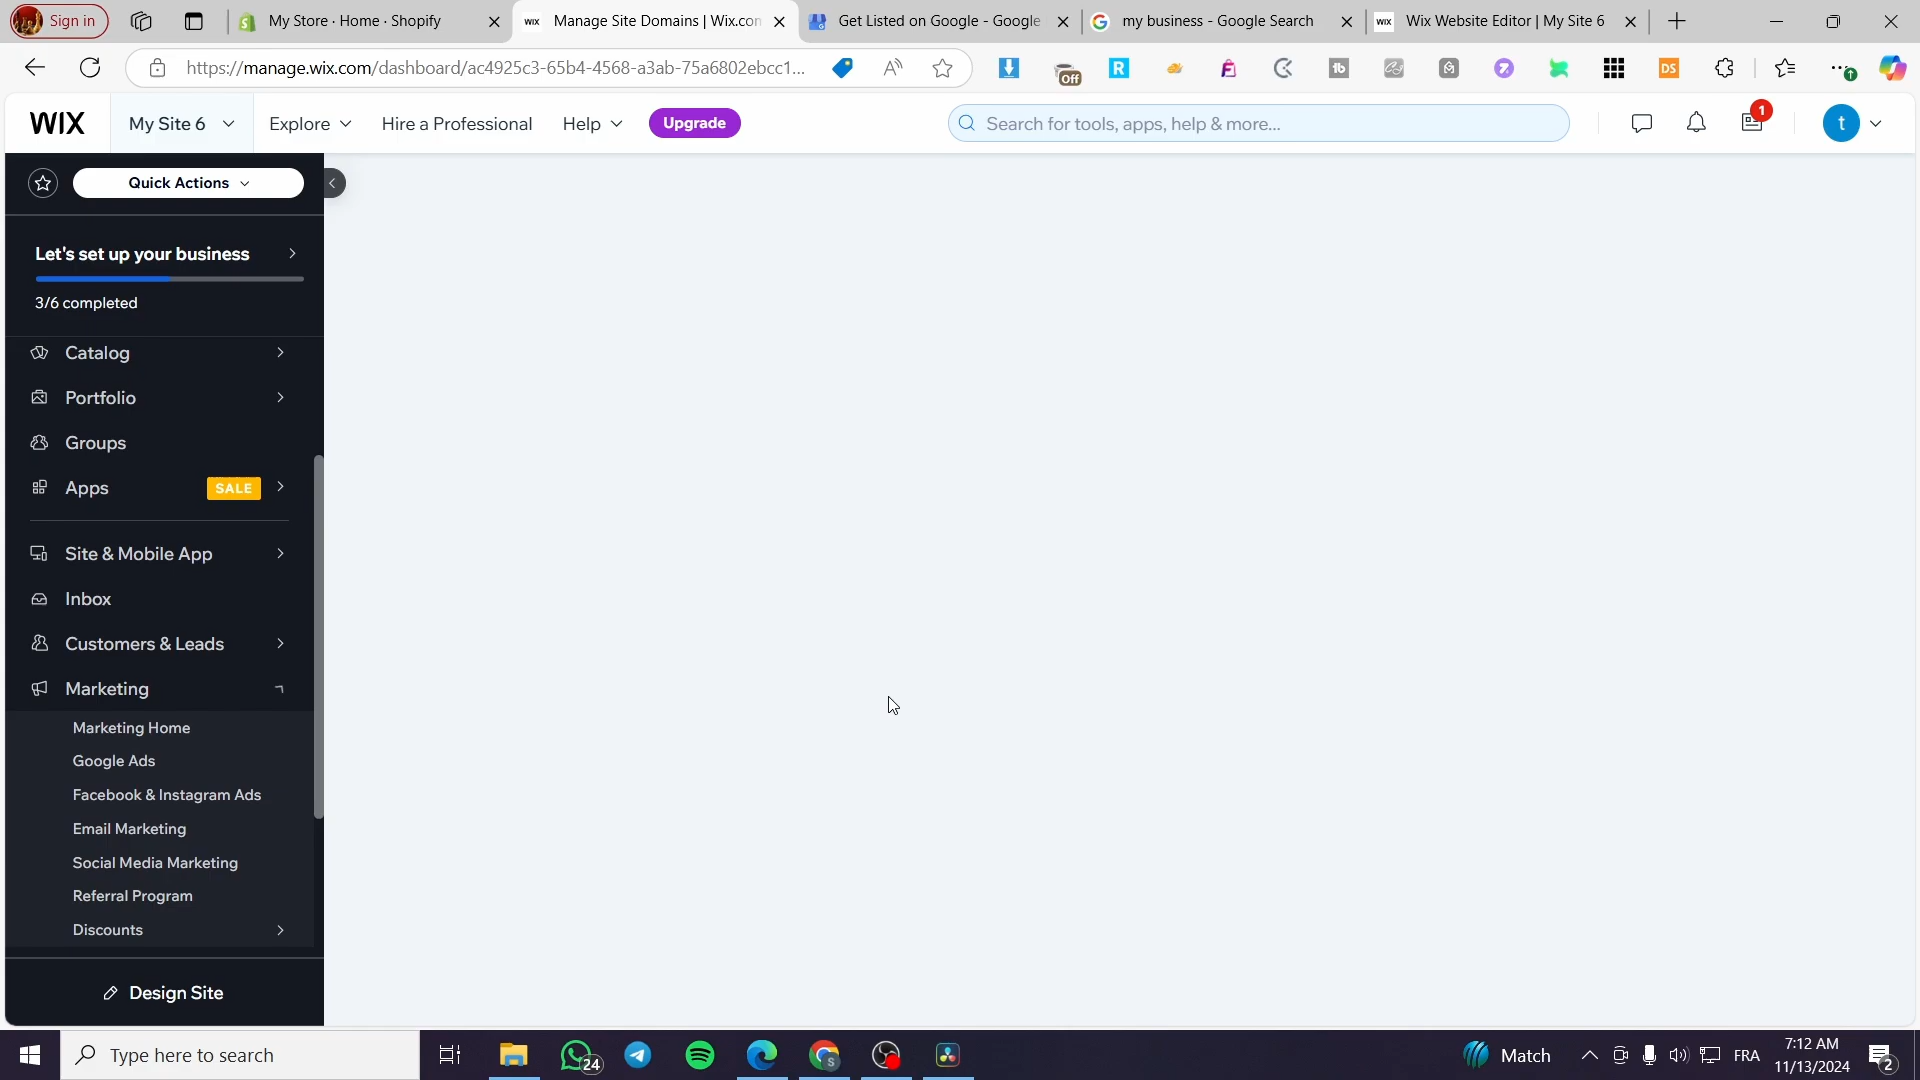 Sign in
My Store · Home · Shopify
WIX
Manage Site Domains | Wix.con
Get Listed on Google - Google
my business - Google Search
WIX
Wix Website Editor | My Site 6
https://manage.wix.com/dashboard/ac4925c3-65b4-4568-a3ab-75a6802ebcc1...
Off
R
tb
DS
WIX
My Site 6
Explore
Hire a Professional
Help
Upgrade
Search for tools, apps, help & more...
1
t
Quick Actions
Let's set up your business
3/6 completed
Catalog
Portfolio
Groups
Apps
SALE
Site & Mobile App
Inbox
Customers & Leads
Marketing
Marketing Home
Google Ads
Facebook & Instagram Ads
Email Marketing
Social Media Marketing
Referral Program
Discounts
Design Site
Type here to search
24
S
Match
FRA
7:12 AM
11/13/2024
2